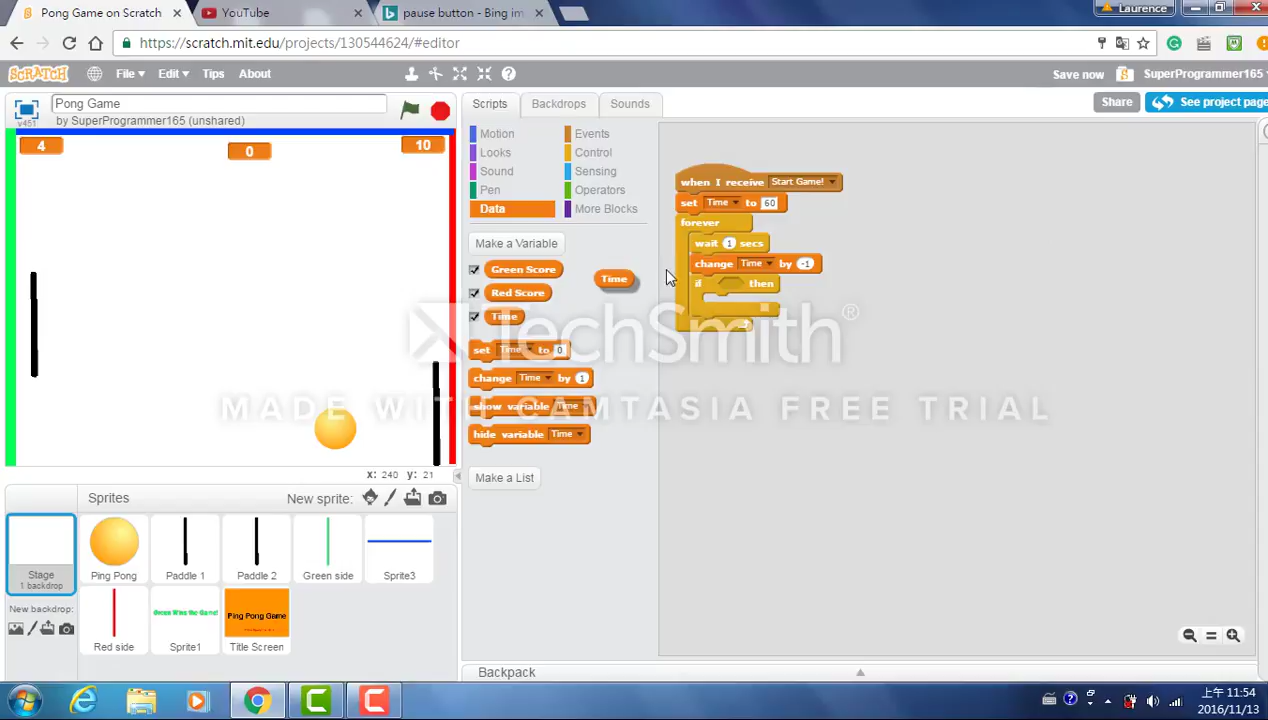 Pong Game on Scratch
YouTube
pause button - Bing im
Laurence
https://scratch.mit.edu/projects/130544624/#editor
SCRATCH
File
Edit
Tips
About
Save now
SuperProgrammer165
Pong Game
by SuperProgrammer165 (unshared)
v451
Scripts
Backdrops
Sounds
Share
See project page
4
0
10
Motion
Events
Looks
Control
Sound
Sensing
Pen
Operators
Data
More Blocks
Make a Variable
Green Score
Red Score
Time
Time
set Time to 0
change Time by 1
show variable Time
hide variable Time
Make a List
when I receive Start Game!
set Time to 60
forever
wait 1 secs
change Time by -1
if then
TechSmith®
MADE WITH CAMTASIA FREE TRIAL
x: 240 y: 21
Sprites
New sprite:
Stage
1 backdrop
New backdrop:
Ping Pong
Paddle 1
Paddle 2
Green side
Sprite3
Red side
Green Wins the Game!
Sprite1
Ping Pong Game
Title Screen
Backpack
上午 11:54
2016/11/13